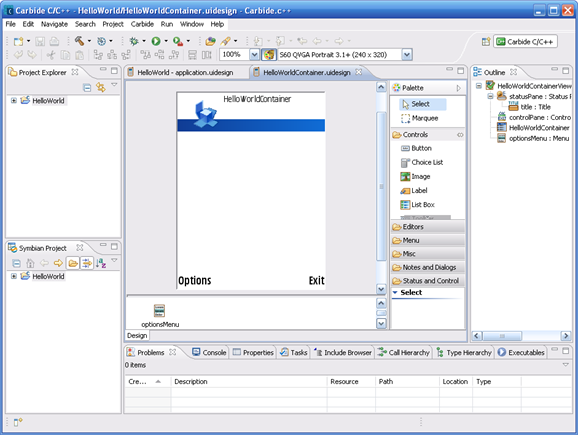 Carbide C/C++ - HelloWorld/HelloWorldContainer.uidesign - Carbide.c++
File Edit Navigate Search Project Carbide Run Window Help
100% S60 QVGA Portrait 3.1+ (240 x 320) Carbide C/C++
Project Explorer
HelloWorld
Symbian Project
HelloWorld
HelloWorld - application.uidesign HelloWorldContainer.uidesign
HelloWorldContainer
Options Exit
optionsMenu
Design
Palette
Select
Marquee
Controls
Button
Choice List
Image
Label
List Box
Editors
Menu
Misc
Notes and Dialogs
Status and Control
Select
Outline
HelloWorldContainerView
statusPane : Status P
title : Title
controlPane : Contro
HelloWorldContainer
optionsMenu : Menu
Problems Console Properties Tasks Include Browser Call Hierarchy Type Hierarchy Executables
0 items
Cre... Description Resource Path Location Type